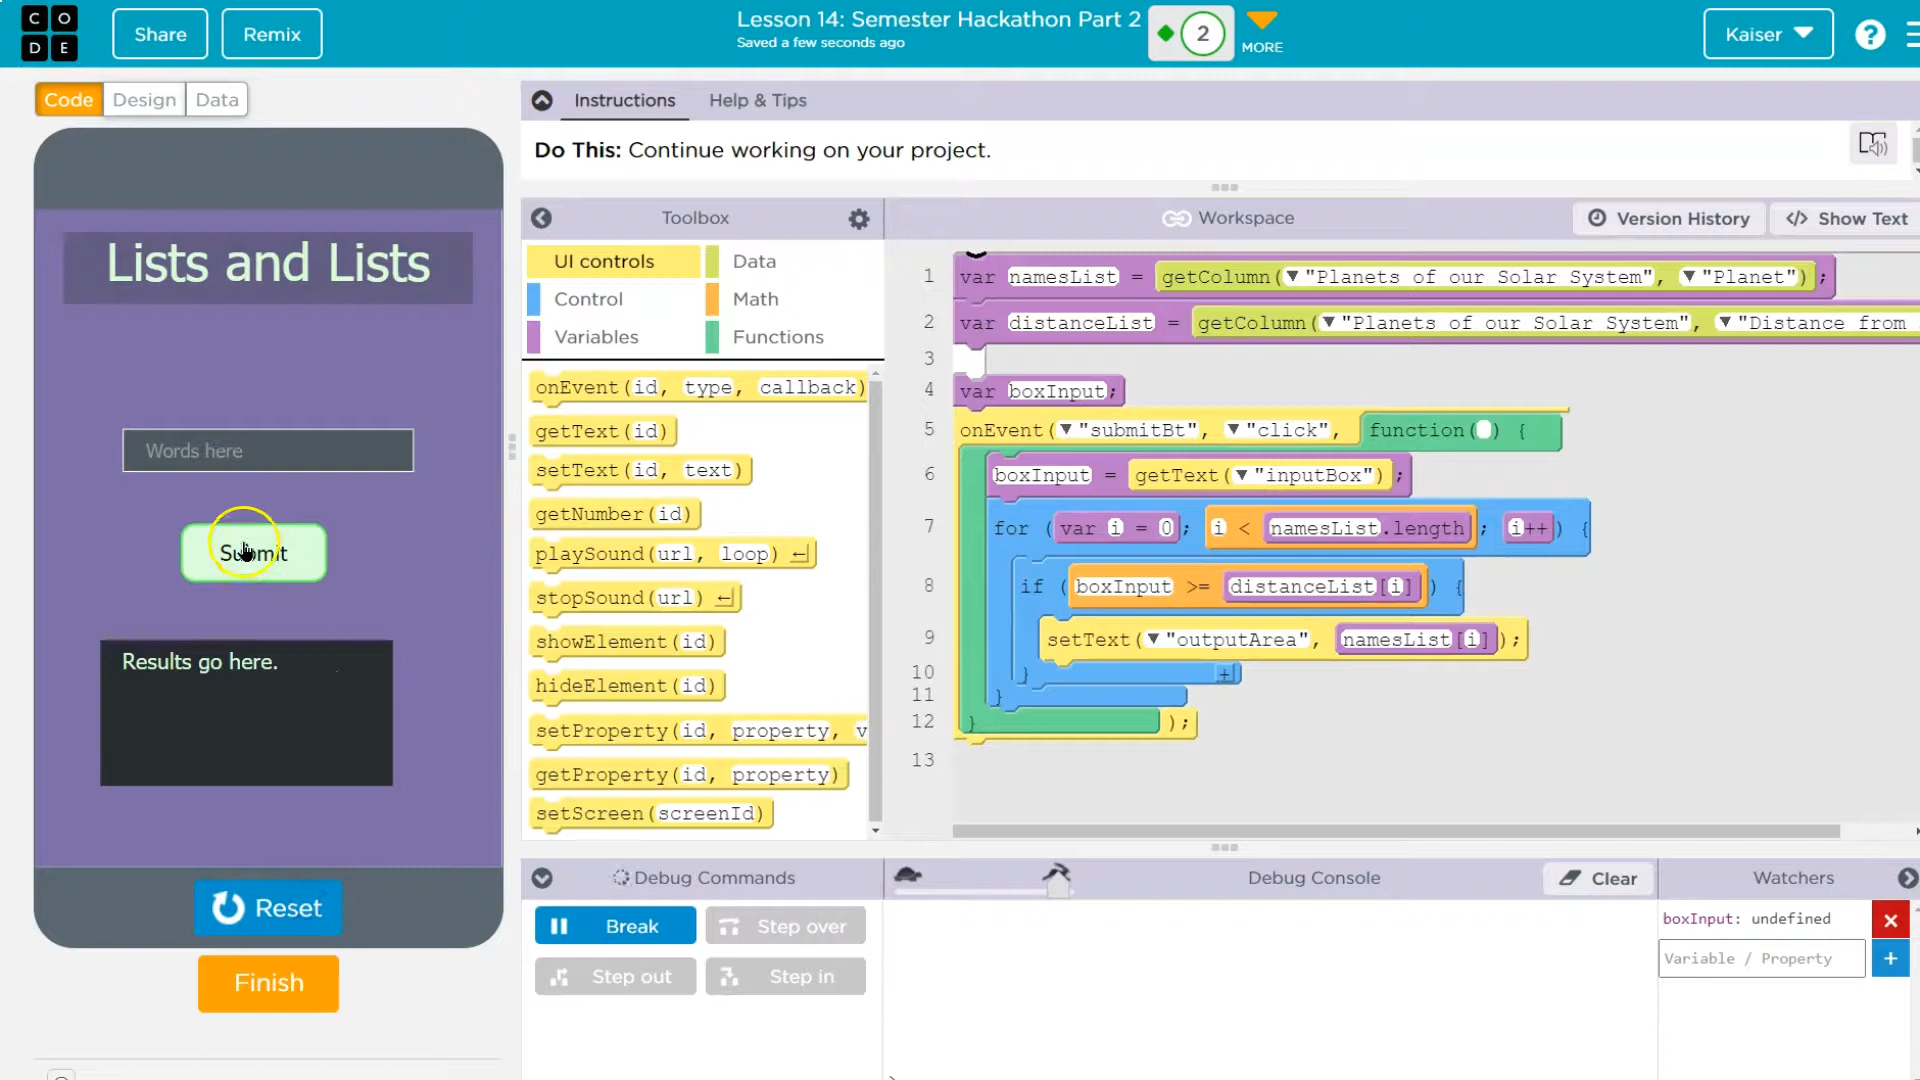 CO
DE
Share
Remix
Lesson 14: Semester Hackathon Part 2
Saved a few seconds ago
2
MORE
Kaiser
?
Code
Design
Data
Instructions
Help & Tips
Do This: Continue working on your project.
Lists and Lists
Words here
Submit
Results go here.
Reset
Finish
Toolbox
UI controls
Data
Control
Math
Variables
Functions
onEvent(id, type, callback)
getText(id)
setText(id, text)
getNumber(id)
playSound(url, loop)
stopSound(url)
showElement(id)
hideElement(id)
setProperty(id, property, v
getProperty(id, property)
setScreen(screenId)
Workspace
Version History
</> Show Text
1 var namesList = getColumn(▼"Planets of our Solar System", ▼"Planet");
2 var distanceList = getColumn(▼"Planets of our Solar System", ▼"Distance from
3
4 var boxInput;
5 onEvent(▼"submitBt", ▼"click", function() {
6 boxInput = getText(▼"inputBox");
7 for (var i = 0; i < namesList.length; i++) {
8 if (boxInput >= distanceList[i]) {
9 setText(▼"outputArea", namesList[i]);
10 } +
11 }
12 });
13
Debug Commands
Break
Step over
Step out
Step in
Debug Console
Clear
Watchers
boxInput: undefined
Variable / Property